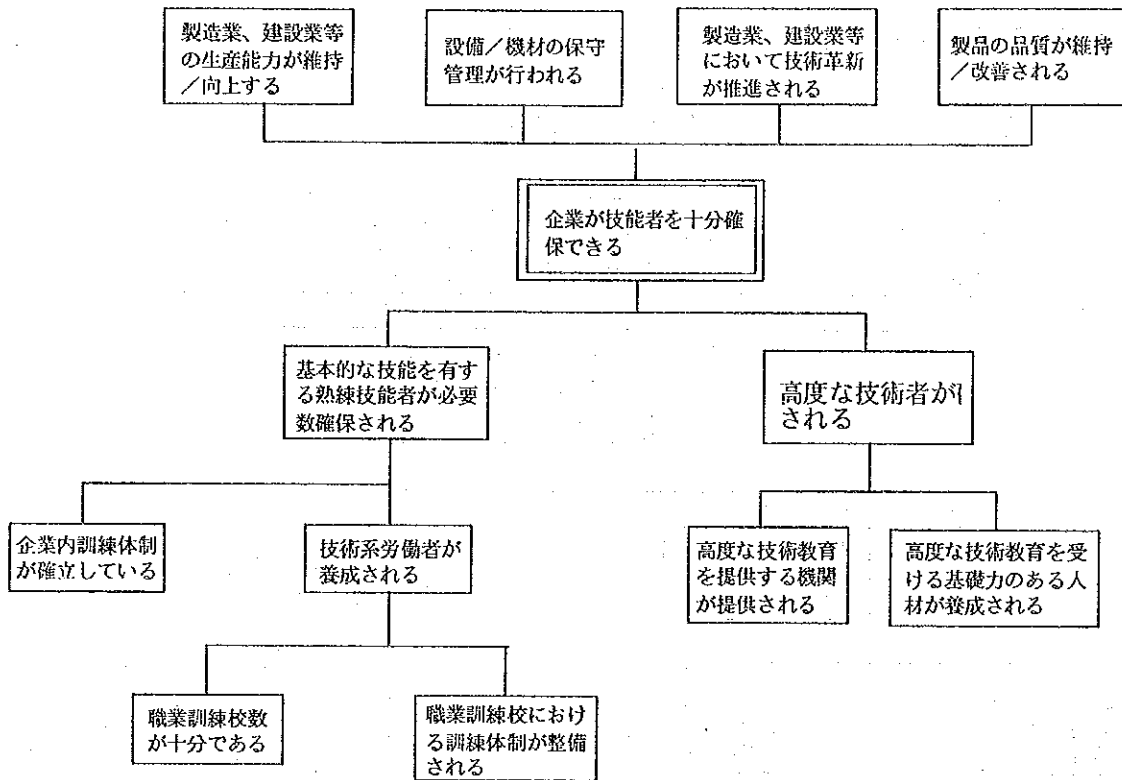 製造業、建設業等
の生産能力が維持
／向上する
設備／機材の保守
管理が行われる
製造業、建設業等
において技術革新
が推進される
製品の品質が維持
／改善される
企業が技能者を十分確
保できる
基本的な技能を有す
る熟練技能者が必要
数確保される
高度な技術者が
される
企業内訓練体制
が確立している
技術系労働者が
養成される
高度な技術教育
を提供する機関
が提供される
高度な技術教育を受
ける基礎力のある人
材が養成される
職業訓練校数
が十分である
職業訓練校におけ
る訓練体制が整備
される